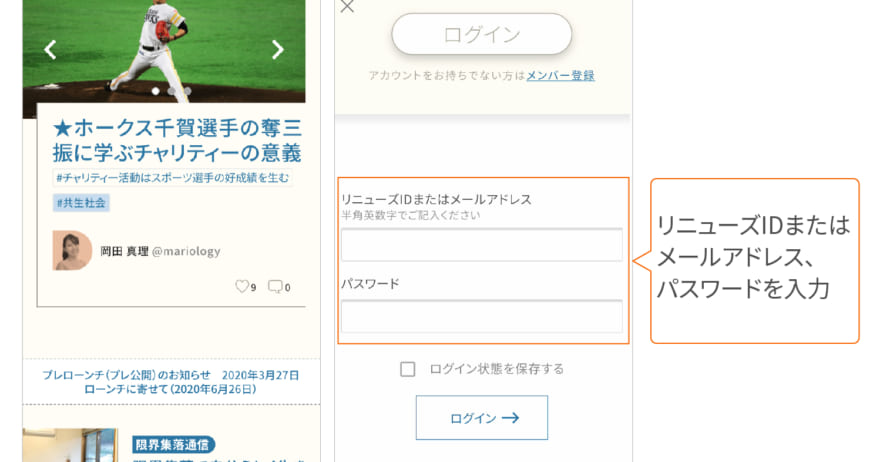 ★ホークス千賀選手の奪三
振に学ぶチャリティーの意義
#チャリティー活動はスポーツ選手の好成績を生む
#共生社会
岡田 真理 @mariology
9 0
プレローンチ(プレ公開)のお知らせ 2020年3月27日
ローンチに寄せて(2020年6月26日)
限界集落通信
ログイン
アカウントをお持ちでない方はメンバー登録
リニューズIDまたはメールアドレス
半角英数字でご記入ください
パスワード
ログイン状態を保存する
ログイン →
リニューズIDまたは
メールアドレス、
パスワードを入力